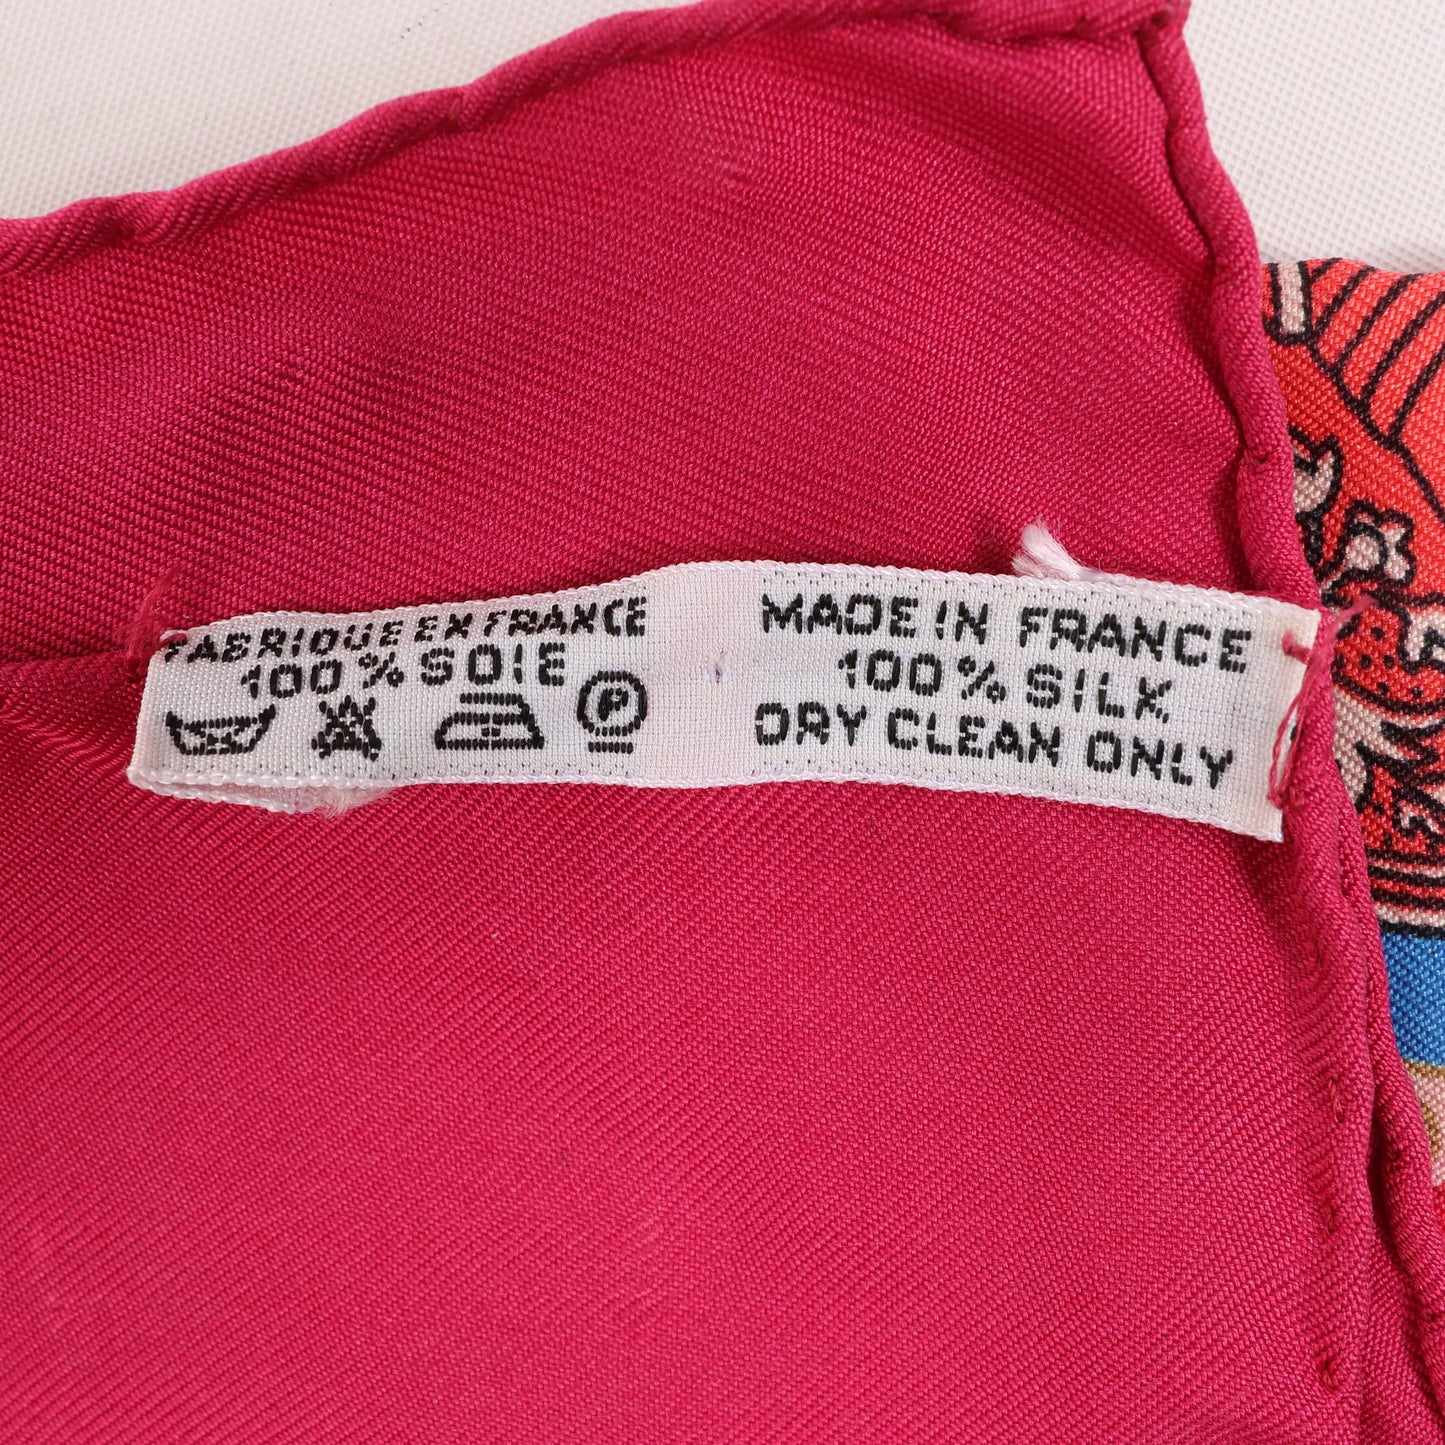 FABRIQUE EN FRANCE
100% SOIE
P
MADE IN FRANCE
100% SILK
DRY CLEAN ONLY